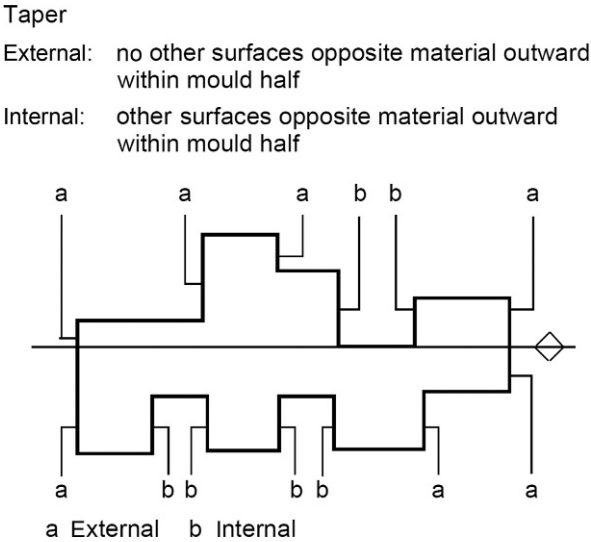 Taper
External: no other surfaces opposite material outward
within mould half
Internal: other surfaces opposite material outward
within mould half
a a a b b a
a b b b b a a
a External b Internal